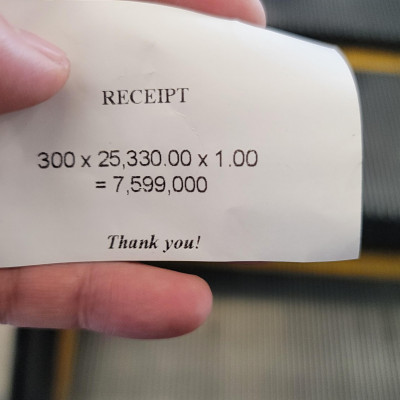 RECEIPT
300 x 25,330.00 x 1.00
= 7,599,000
Thank you!